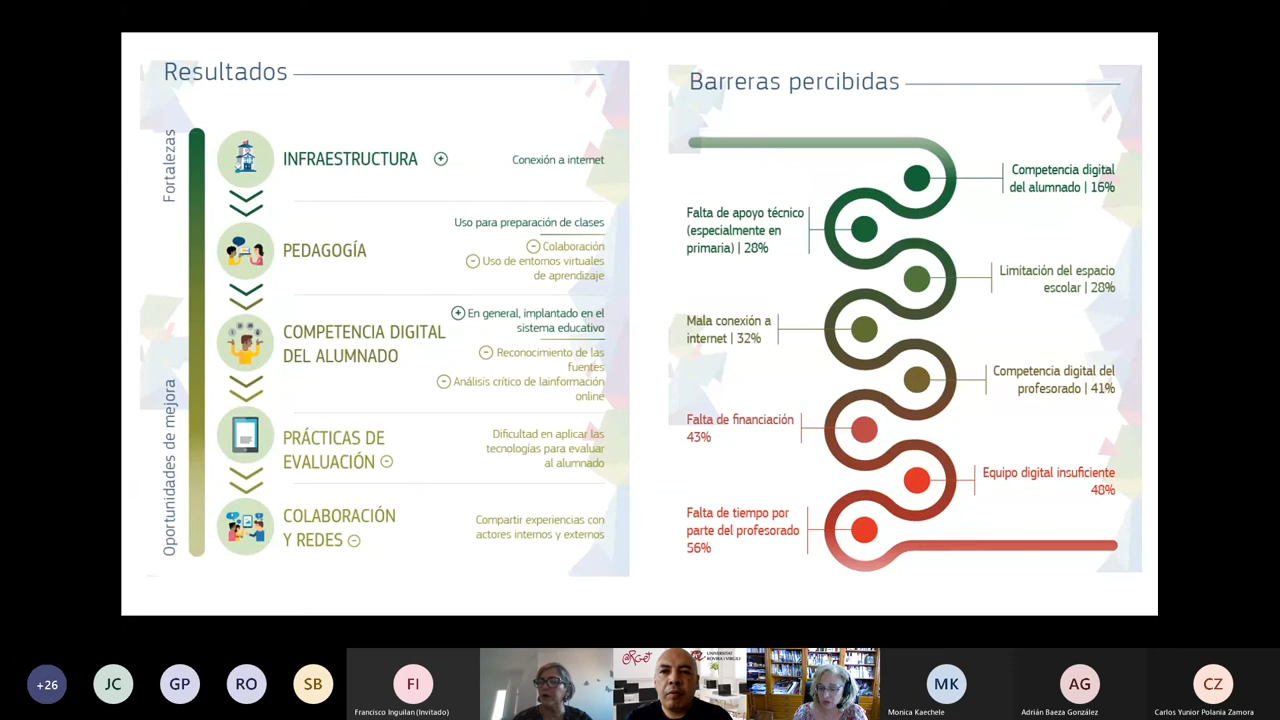 Resultados
Fortalezas
Oportunidades de mejora
INFRAESTRUCTURA
Conexión a internet
PEDAGOGÍA
Uso para preparación de clases
Colaboración
Uso de entornos virtuales
de aprendizaje
COMPETENCIA DIGITAL
DEL ALUMNADO
En general, implantado en el
sistema educativo
Reconocimiento de las
fuentes
Análisis crítico de lainformación
online
PRÁCTICAS DE
EVALUACIÓN
Dificultad en aplicar las
tecnologías para evaluar
al alumnado
COLABORACIÓN
Y REDES
Compartir experiencias con
actores internos y externos
Barreras percibidas
Competencia digital
del alumnado | 16%
Falta de apoyo técnico
(especialmente en
primaria) | 28%
Limitación del espacio
escolar | 28%
Mala conexión a
internet | 32%
Competencia digital del
profesorado | 41%
Falta de financiación
43%
Equipo digital insuficiente
48%
Falta de tiempo por
parte del profesorado
56%
+26
JC
GP
RO
SB
FI
Francisco Inguilan (Invitado)
UNIVERSITAT
ROVIRA I VIRGILI
MK
Monica Kaechele
AG
Adrián Baeza González
CZ
Carlos Yunior Polania Zamora